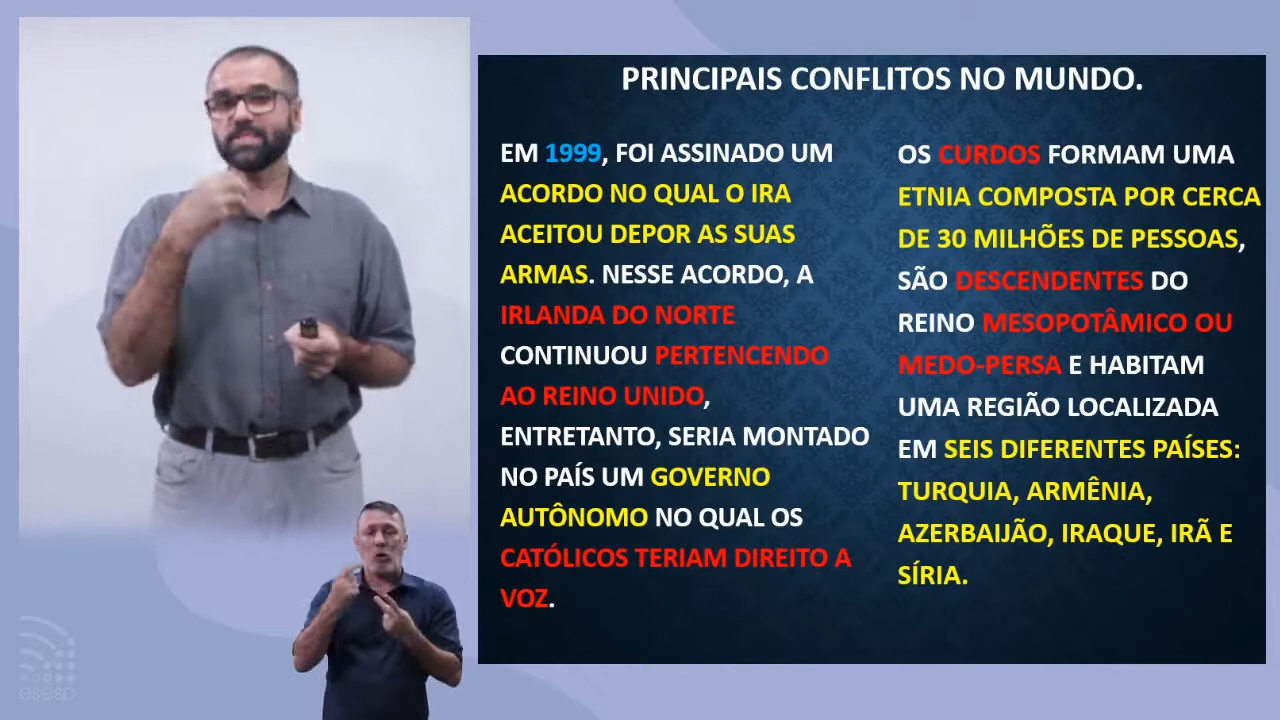 PRINCIPAIS CONFLITOS NO MUNDO.
EM 1999, FOI ASSINADO UM
ACORDO NO QUAL O IRA
ACEITOU DEPOR AS SUAS
ARMAS. NESSE ACORDO, A
IRLANDA DO NORTE
CONTINUOU PERTENCENDO
AO REINO UNIDO,
ENTRETANTO, SERIA MONTADO
NO PAÍS UM GOVERNO
AUTÔNOMO NO QUAL OS
CATÓLICOS TERIAM DIREITO A
VOZ.
OS CURDOS FORMAM UMA
ETNIA COMPOSTA POR CERCA
DE 30 MILHÕES DE PESSOAS,
SÃO DESCENDENTES DO
REINO MESOPOTÂMICO OU
MEDO-PERSA E HABITAM
UMA REGIÃO LOCALIZADA
EM SEIS DIFERENTES PAÍSES:
TURQUIA, ARMÊNIA,
AZERBAIJÃO, IRAQUE, IRÃ E
SÍRIA.
esesp